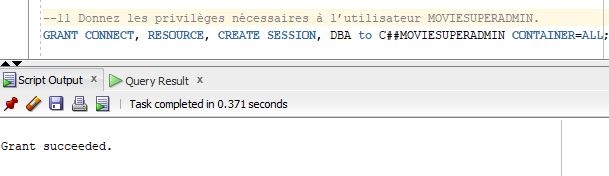 --11 Donnez les privilèges nécessaires à l’utilisateur MOVIESUPERADMIN.
GRANT CONNECT, RESOURCE, CREATE SESSION, DBA to C##MOVIESUPERADMIN CONTAINER=ALL;
Script Output x Query Result x
Task completed in 0.371 seconds
Grant succeeded.